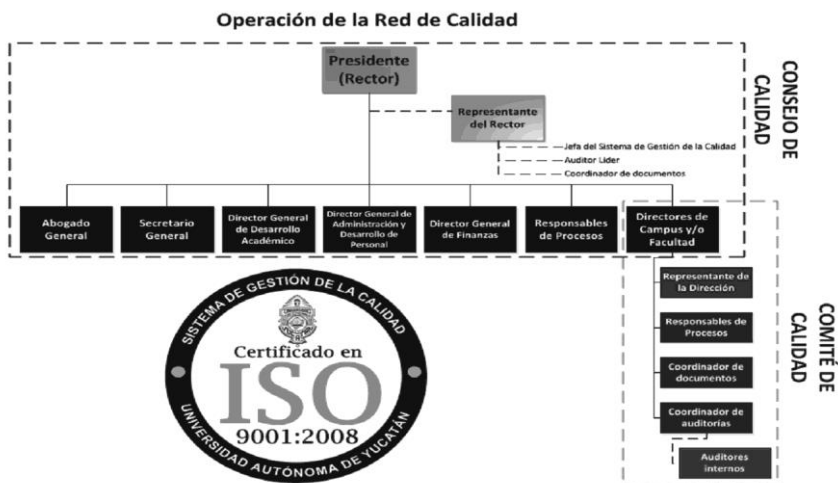 Operación de la Red de Calidad
Presidente
(Rector)
Representante
del Rector
Jefa del Sistema de Gestión de la Calidad
Auditor Lider
Coordinador de documentos
CONSEJO DE
CALIDAD
Abogado
General
Secretario
General
Director General
de Desarrollo
Académico
Director General de
Administración y
Desarrollo de
Personal
Director General
de Finanzas
Responsables
de Procesos
Directores de
Campus y/o
Facultad
Representante de
la Dirección
Responsables de
Procesos
Coordinador de
documentos
Coordinador de
auditorías
Auditores
internos
COMITÉ DE
CALIDAD
SISTEMA DE GESTIÓN DE LA CALIDAD
Certificado en
ISO
9001:2008
UNIVERSIDAD AUTÓNOMA DE YUCATÁN